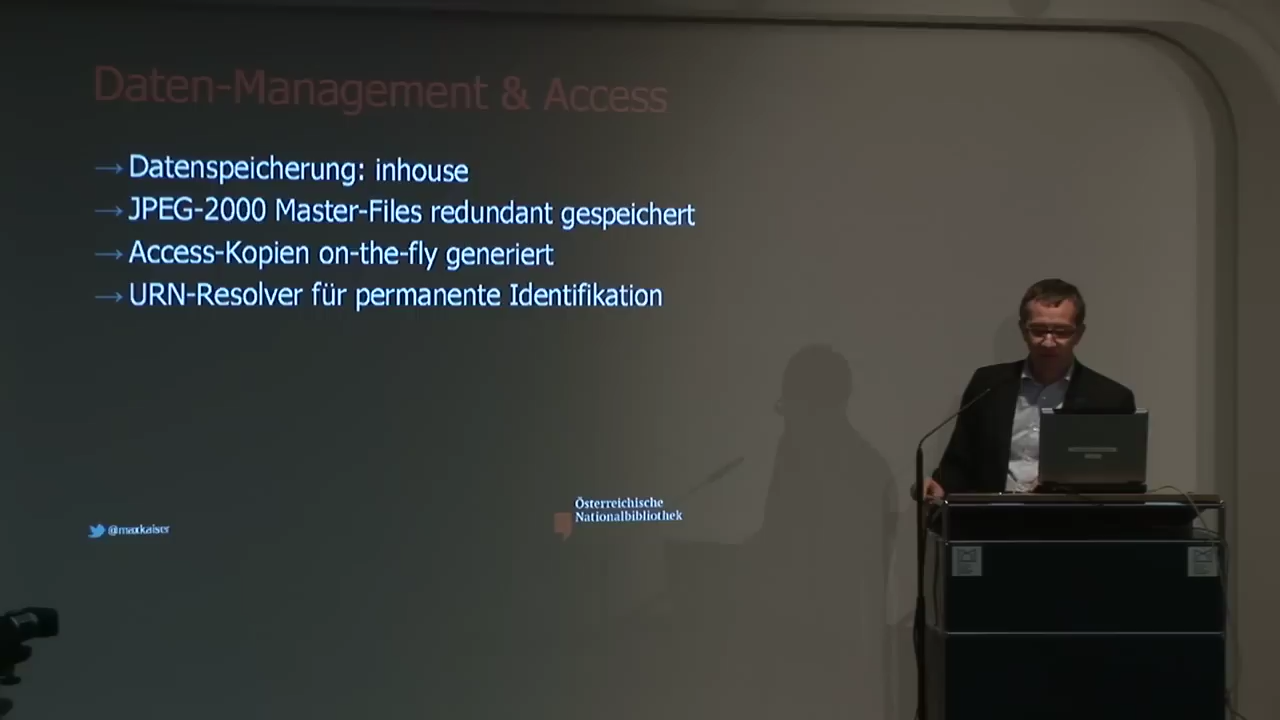 Daten-Management & Access
→ Datenspeicherung: inhouse
→ JPEG-2000 Master-Files redundant gespeichert
→ Access-Kopien on-the-fly generiert
→ URN-Resolver für permanente Identifikation
@maxkaiser
Österreichische
Nationalbibliothek